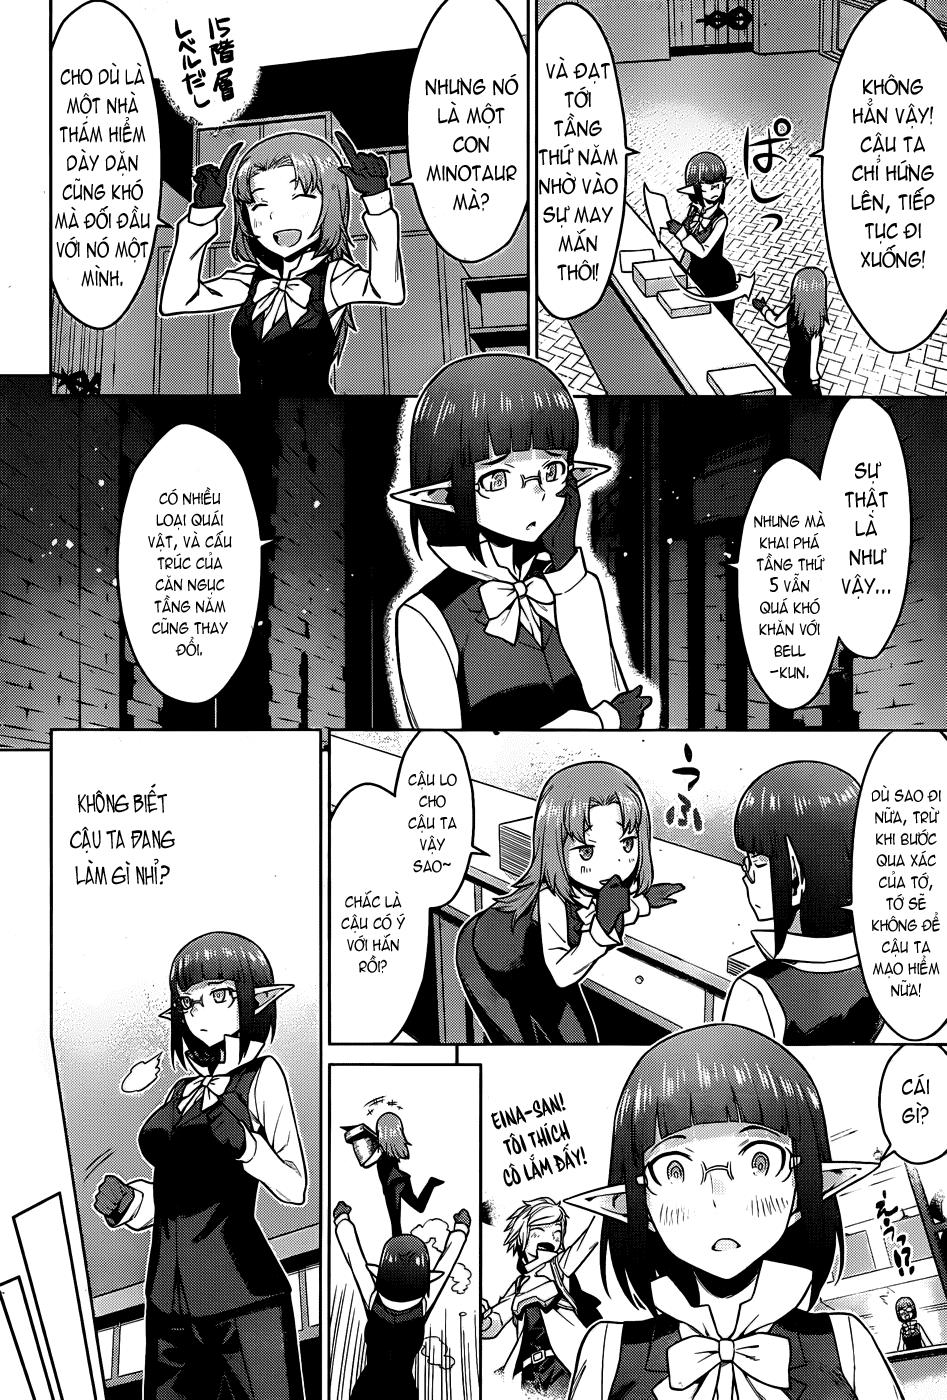 KHÔNG
HẲN VẬY!
CẬU TA
CHỈ HỨNG
LÊN, TIẾP
TỤC ĐI
XUỐNG!
ぱっ
VÀ ĐẠT
TỚI
TẦNG
THỨ NĂM
NHỜ VÀO
SỰ MAY
MẮN
THÔI!
NHƯNG NÓ
LÀ MỘT
CON
MINOTAUR
MÀ?
15階層
レベルだし
CHO DÙ LÀ
MỘT NHÀ
THÁM HIỂM
DÀY DẶN
CŨNG KHÓ
MÀ ĐỐI ĐẦU
VỚI NÓ MỘT
MÌNH.
SỰ
THẬT
LÀ
NHƯ
VẬY...
NHƯNG MÀ
KHAI PHÁ
TẦNG THỨ
5 VẪN
QUÁ KHÓ
KHĂN VỚI
BELL
-KUN.
CÓ NHIỀU
LOẠI QUÁI
VẬT, VÀ CẤU
TRÚC CỦA
CĂN NGỤC
TẦNG NĂM
CŨNG THAY
ĐỔI.
DÙ SAO ĐI
NỮA, TRỪ
KHI BƯỚC
QUA XÁC
CỦA TỚ,
TỚ SẼ
KHÔNG ĐỂ
CẬU TA
MẠO HIỂM
NỮA!
うふ
CẬU LO
CHO
CẬU TA
VẬY
SAO~
CHẮC LÀ
CẬU CÓ Ý
VỚI HẮN
RỒI?
CÁI
GÌ?
えぅ!?
EINA-SAN!
TÔI THÍCH
CÔ LẮM ĐẤY!
KHÔNG BIẾT
CẬU TA ĐANG
LÀM GÌ NHỈ?